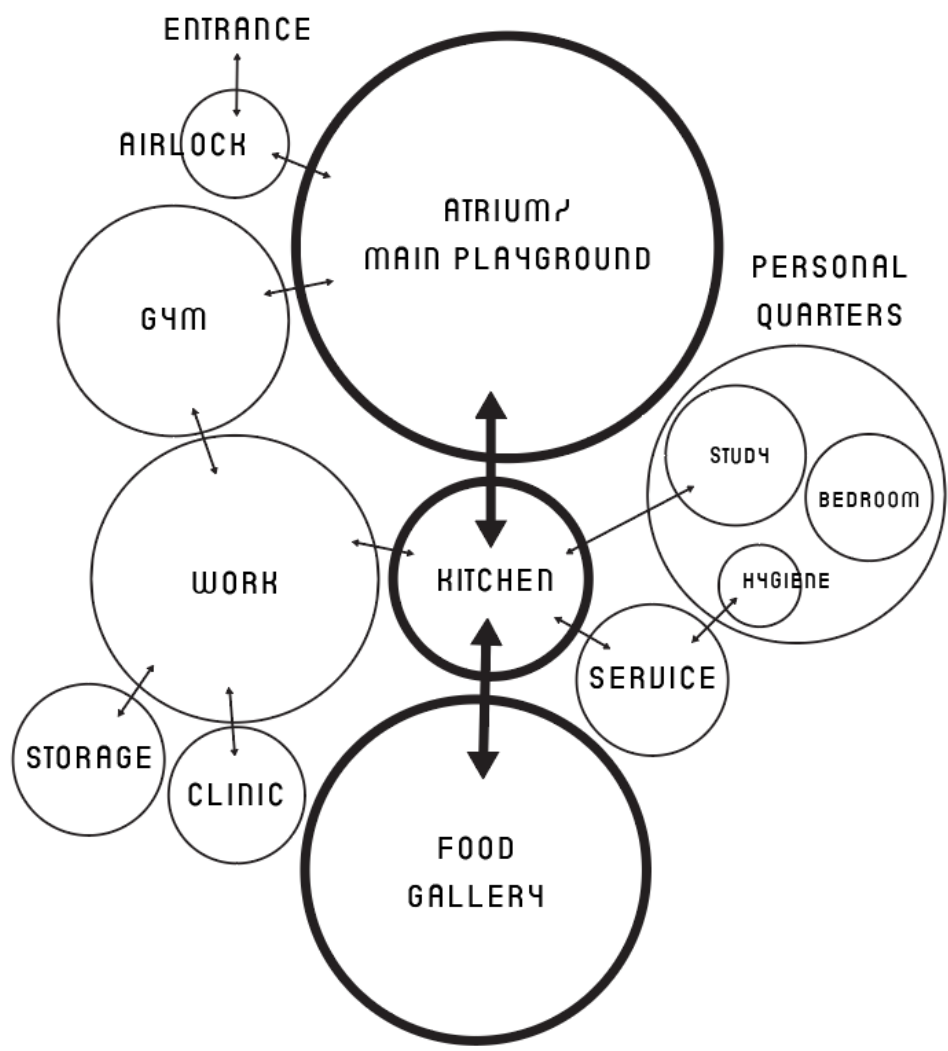 ENTRANCE
AIRLOCK
ATRIUM/
MAIN PLAYGROUND
GYM
PERSONAL
QUARTERS
STUDY
BEDROOM
HYGIENE
KITCHEN
WORK
SERVICE
STORAGE
CLINIC
FOOD
GALLERY